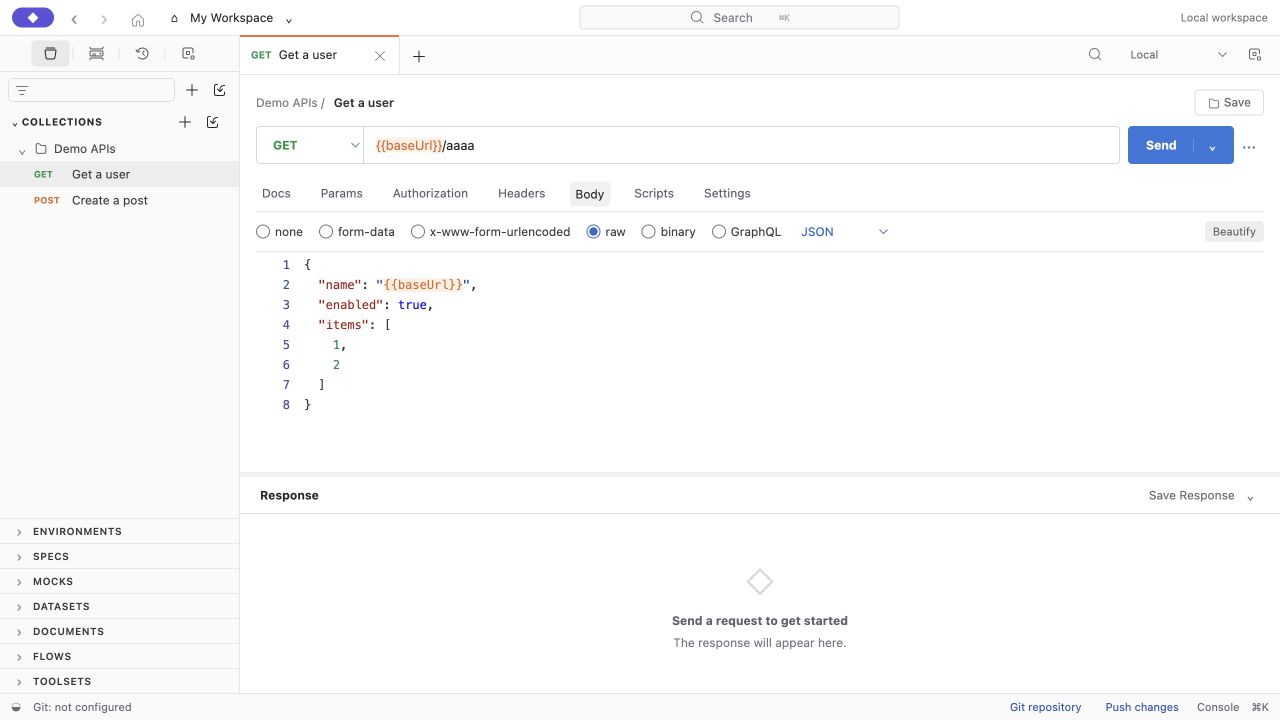 My Workspace
Search ⌘K
Local workspace
GET Get a user
Local
Demo APIs / Get a user
Save
COLLECTIONS
Demo APIs
GET Get a user
POST Create a post
GET {{baseUrl}}/aaaa
Send
Docs Params Authorization Headers Body Scripts Settings
none form-data x-www-form-urlencoded raw binary GraphQL JSON Beautify
1 {
2 "name": "{{baseUrl}}",
3 "enabled": true,
4 "items": [
5 1,
6 2
7 ]
8 }
Response
Save Response
Send a request to get started
The response will appear here.
ENVIRONMENTS
SPECS
MOCKS
DATASETS
DOCUMENTS
FLOWS
TOOLSETS
Git: not configured
Git repository Push changes Console ⌘K